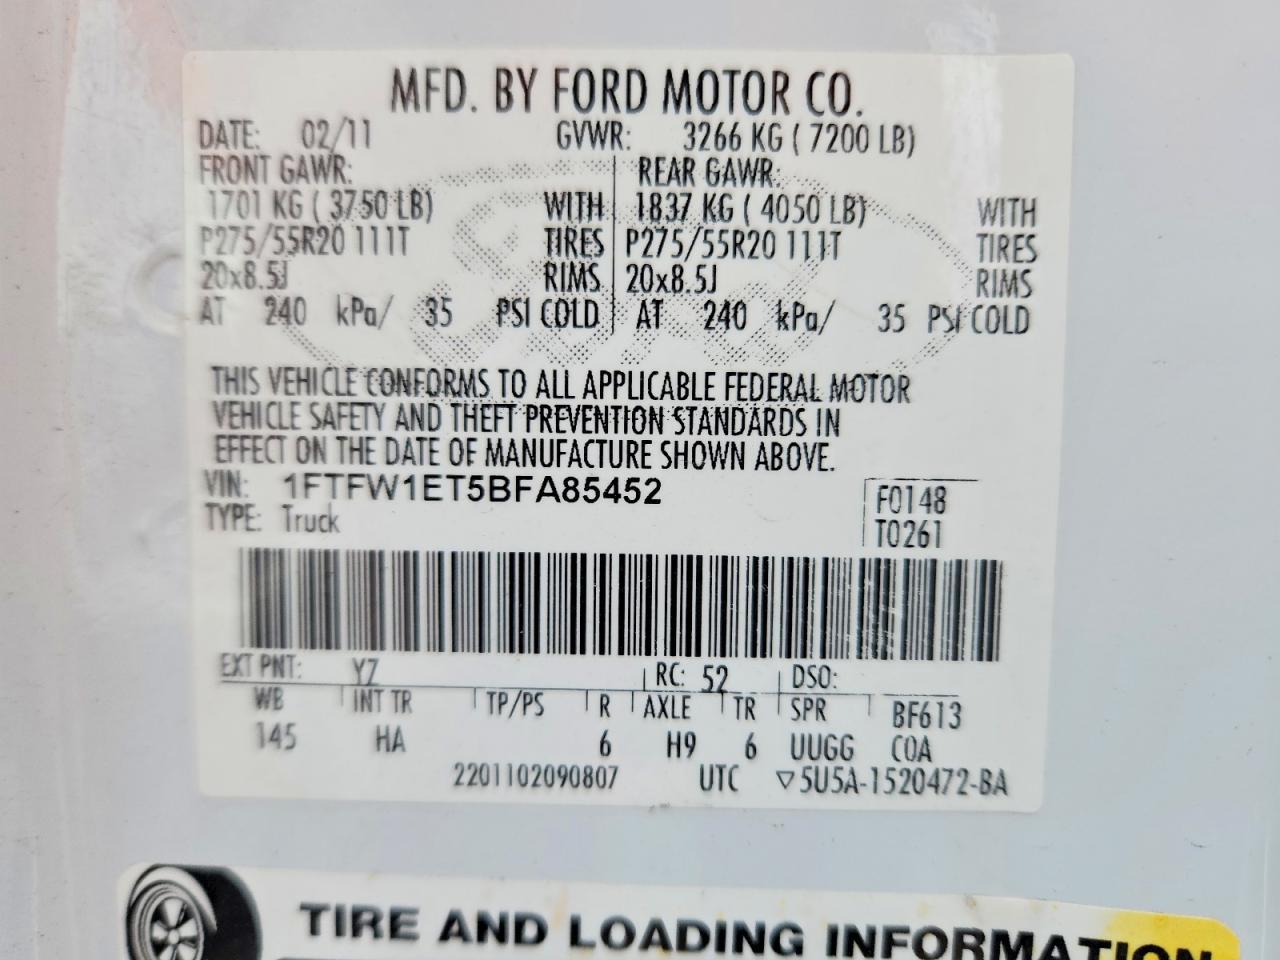 MFD. BY FORD MOTOR CO.
DATE: 02/11 GVWR: 3266 KG ( 7200 LB)
FRONT GAWR: REAR GAWR:
1701 KG ( 3750 LB) WITH 1837 KG ( 4050 LB) WITH
P275/55R20 111T TIRES P275/55R20 111T TIRES
20x8.5J RIMS 20x8.5J RIMS
AT 240 kPa/ 35 PSI COLD AT 240 kPa/ 35 PSI COLD
THIS VEHICLE CONFORMS TO ALL APPLICABLE FEDERAL MOTOR
VEHICLE SAFETY AND THEFT PREVENTION STANDARDS IN
EFFECT ON THE DATE OF MANUFACTURE SHOWN ABOVE.
VIN: 1FTFW1ET5BFA85452 F0148
TYPE: Truck T0261
EXT PNT: YZ RC: 52 DSO:
WB INT TR TP/PS R AXLE TR SPR BF613
145 HA 6 H9 6 UUGG COA
2201102090807 UTC ▽5U5A-1520472-BA
TIRE AND LOADING INFORMATION